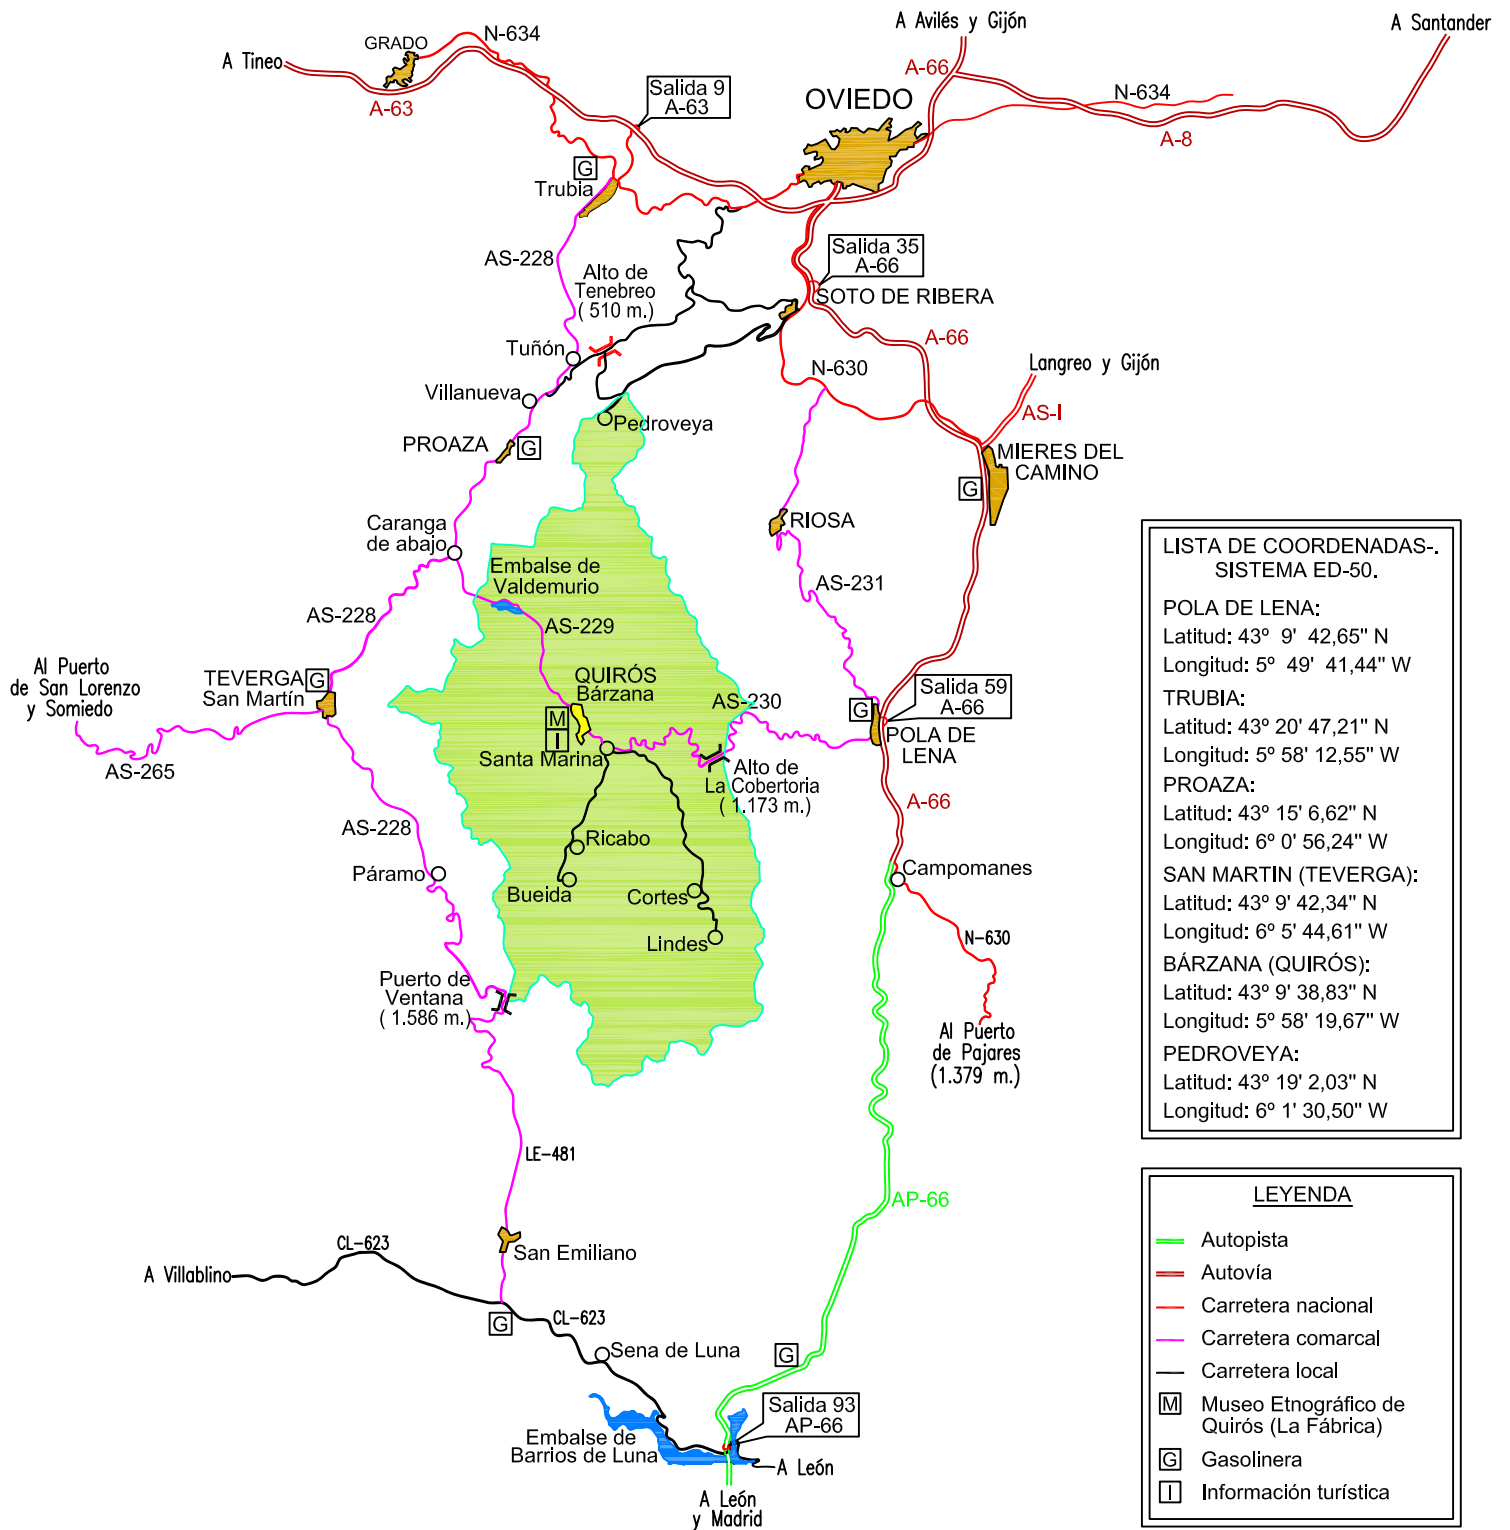 A Avilés y Gijón
A Santander
N-634
GRADO
A Tineo
A-66
A-63
Salida 9
A-63
OVIEDO
N-634
A-8
G
Trubia
AS-228
Alto de
Tenebreo
( 510 m.)
Salida 35
A-66
SOTO DE RIBERA
A-66
Tuñón
N-630
Langreo y Gijón
Villanueva
AS-I
Pedroveya
PROAZA
G
MIERES DEL
CAMINO
G
Caranga
de abajo
RIOSA
Embalse de
Valdemurio
AS-231
AS-228
AS-229
Al Puerto
de San Lorenzo
y Somiedo
TEVERGA
San Martín
G
QUIRÓS
Bárzana
M
I
AS-230
G
Salida 59
A-66
POLA DE
LENA
AS-265
Santa Marina
Alto de
La Cobertoria
( 1.173 m.)
A-66
AS-228
Ricabo
Páramo
Bueida
Cortes
Campomanes
Lindes
N-630
Puerto de
Ventana
( 1.586 m.)
Al Puerto
de Pajares
(1.379 m.)
LE-481
AP-66
San Emiliano
CL-623
A Villablino
G
CL-623
Sena de Luna
G
Salida 93
AP-66
Embalse de
Barrios de Luna
A León
A León
y Madrid
LISTA DE COORDENADAS-.
SISTEMA ED-50.
POLA DE LENA:
Latitud: 43º 9' 42,65" N
Longitud: 5º 49' 41,44" W
TRUBIA:
Latitud: 43º 20' 47,21" N
Longitud: 5º 58' 12,55" W
PROAZA:
Latitud: 43º 15' 6,62" N
Longitud: 6º 0' 56,24" W
SAN MARTIN (TEVERGA):
Latitud: 43º 9' 42,34" N
Longitud: 6º 5' 44,61" W
BÁRZANA (QUIRÓS):
Latitud: 43º 9' 38,83" N
Longitud: 5º 58' 19,67" W
PEDROVEYA:
Latitud: 43º 19' 2,03" N
Longitud: 6º 1' 30,50" W
LEYENDA
Autopista
Autovía
Carretera nacional
Carretera comarcal
Carretera local
M Museo Etnográfico de
Quirós (La Fábrica)
G Gasolinera
I Información turística